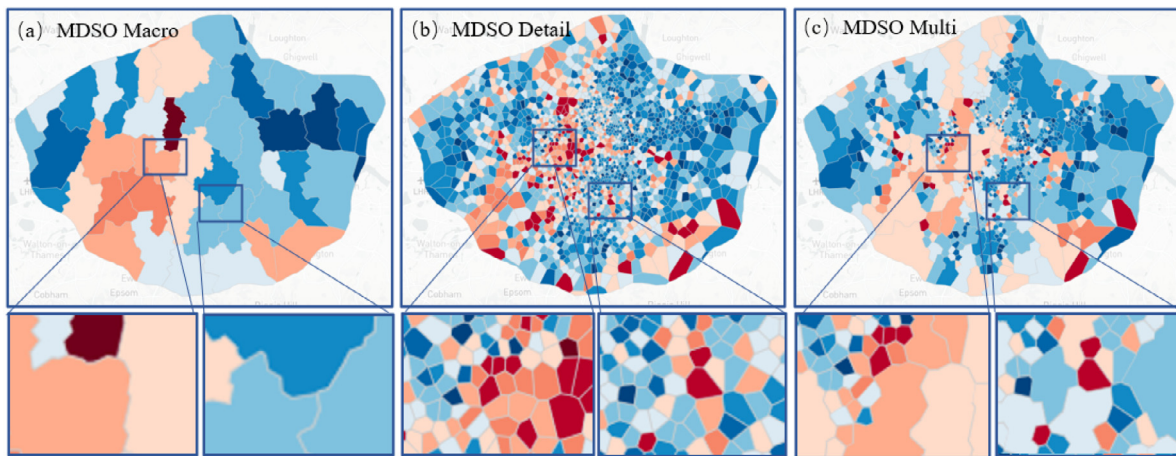 (a) MDSO Macro
(b) MDSO Detail
(c) MDSO Multi
Loughton
Chigwell
Loughton
Chigwell
Loughton
Chigwell
Walton-on-
Thames
Walton-on-
Thames
Walton-on-
Thames
Cobham
Epsom
Cobham
Epsom
Cobham
Epsom